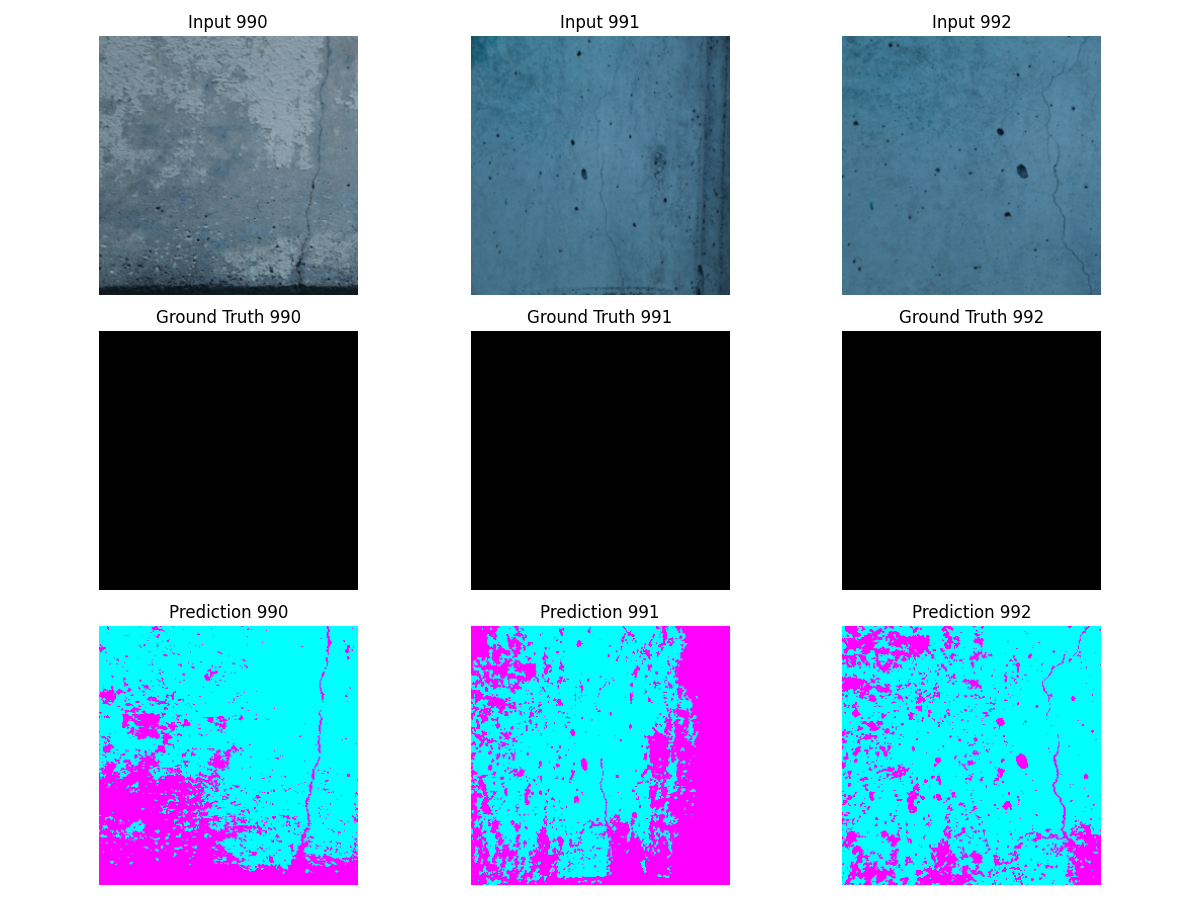 Input 990
Input 991
Input 992
Ground Truth 990
Ground Truth 991
Ground Truth 992
Prediction 990
Prediction 991
Prediction 992